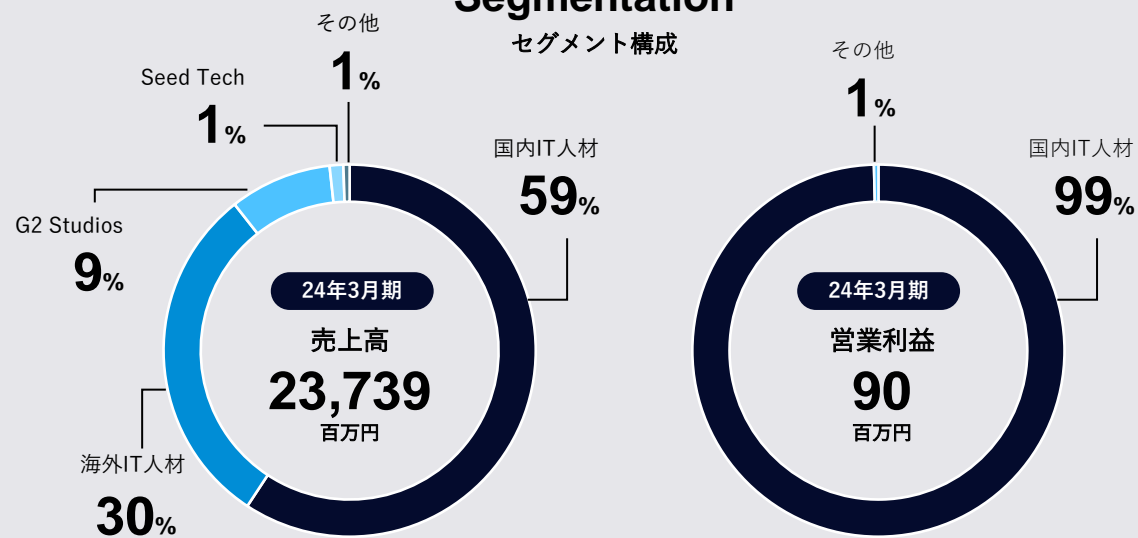 Segmentation
セグメント構成
その他
1%
Seed Tech
1%
G2 Studios
9%
海外IT人材
30%
国内IT人材
59%
24年3月期
売上高
23,739
百万円
その他
1%
国内IT人材
99%
24年3月期
営業利益
90
百万円